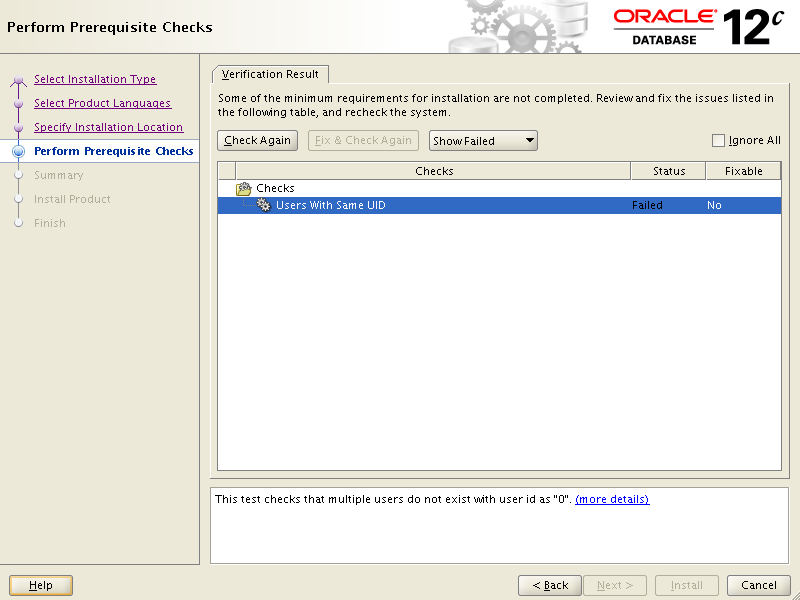 Perform Prerequisite Checks
ORACLE®
DATABASE
12c
Select Installation Type
Select Product Languages
Specify Installation Location
Perform Prerequisite Checks
Summary
Install Product
Finish
Verification Result
Some of the minimum requirements for installation are not completed. Review and fix the issues listed in
the following table, and recheck the system.
Check Again
Fix & Check Again
Show Failed
Ignore All
Checks Status Fixable
Checks
Users With Same UID Failed No
This test checks that multiple users do not exist with user id as "0". (more details)
Help
< Back
Next >
Install
Cancel